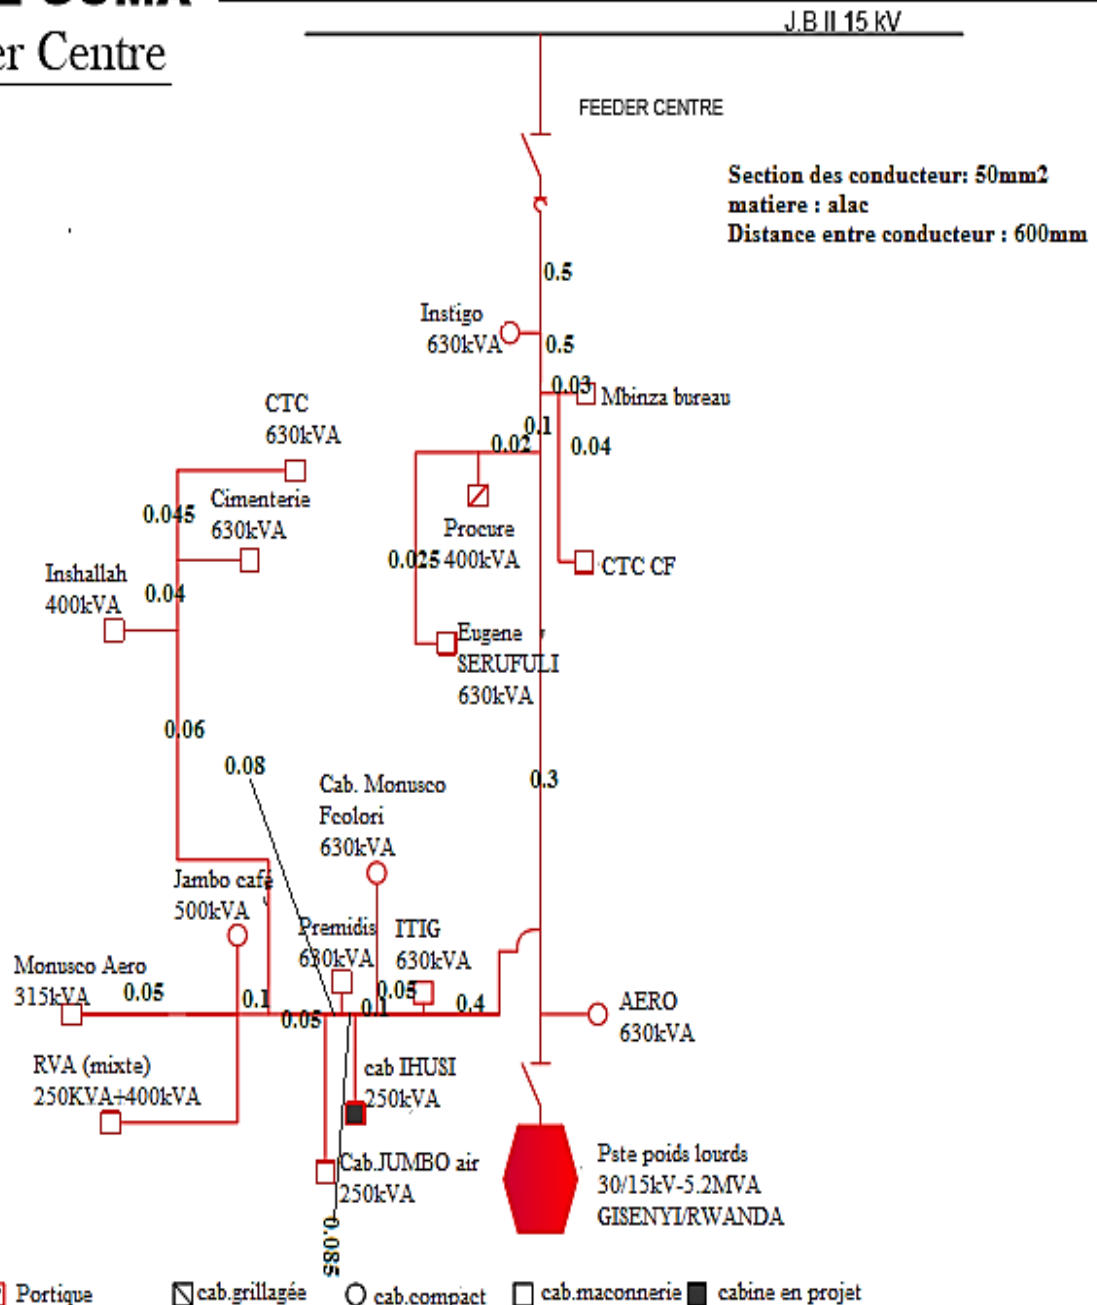 er Centre
J.B II 15 kV
FEEDER CENTRE
Section des conducteur: 50mm2
matiere : alac
Distance entre conducteur : 600mm
0.5
Instigo
630kVA
0.5
0.03
Mbinza bureau
CTC
630kVA
0.1
0.02
0.04
Cimenterie
630kVA
0.045
Procure
400kVA
0.025
CTC CF
Inshallah
400kVA
0.04
Eugene
SERUFULI
630kVA
0.06
0.08
0.3
Cab. Monusco
Fcolori
630kVA
Jambo café
500kVA
Premidis
630kVA
ITIG
630kVA
Monusco Aero
315kVA
0.05
0.1
0.05
0.1
0.05
0.4
AERO
630kVA
RVA (mixte)
250KVA+400kVA
cab IHUSI
250kVA
Cab.JUMBO air
250kVA
0.085
Pste poids lourds
30/15kV-5.2MVA
GISENYI/RWANDA
Portique
cab.grillagée
cab.compact
cab.maconnerie
cabine en projet